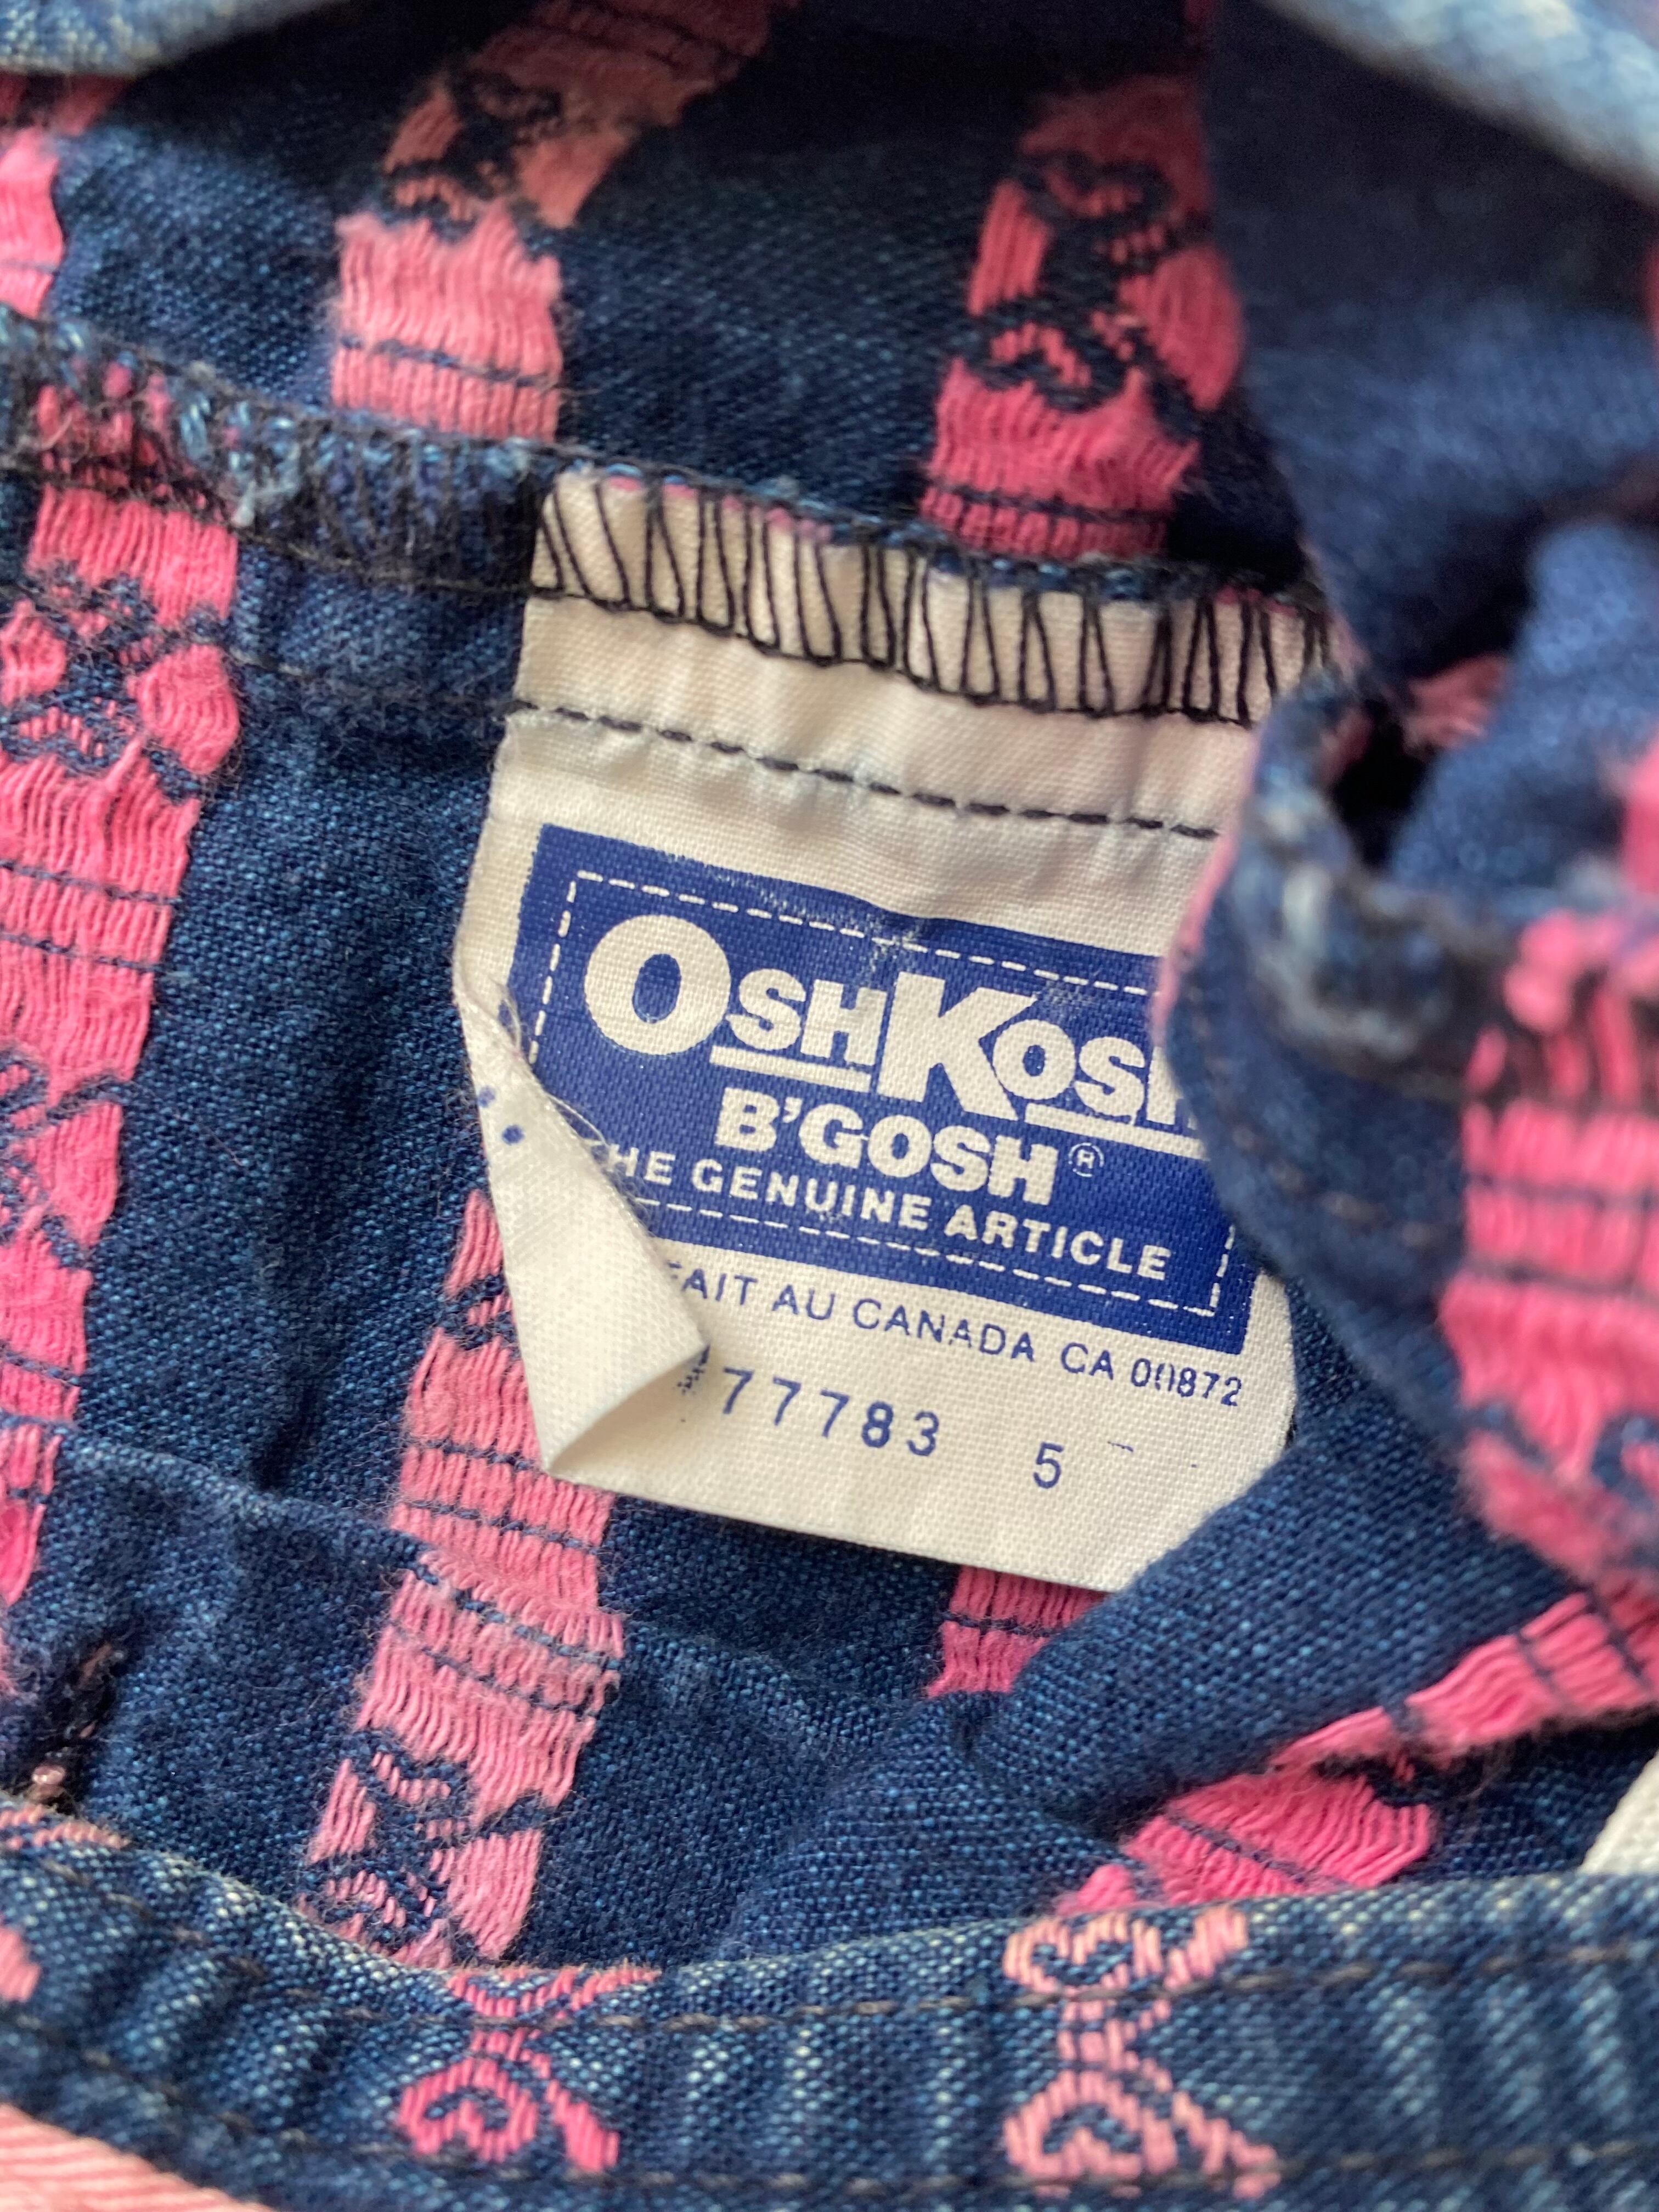 OSHKOSH
B'GOSH®
THE GENUINE ARTICLE
FAIT AU CANADA CA 00872
77783 5